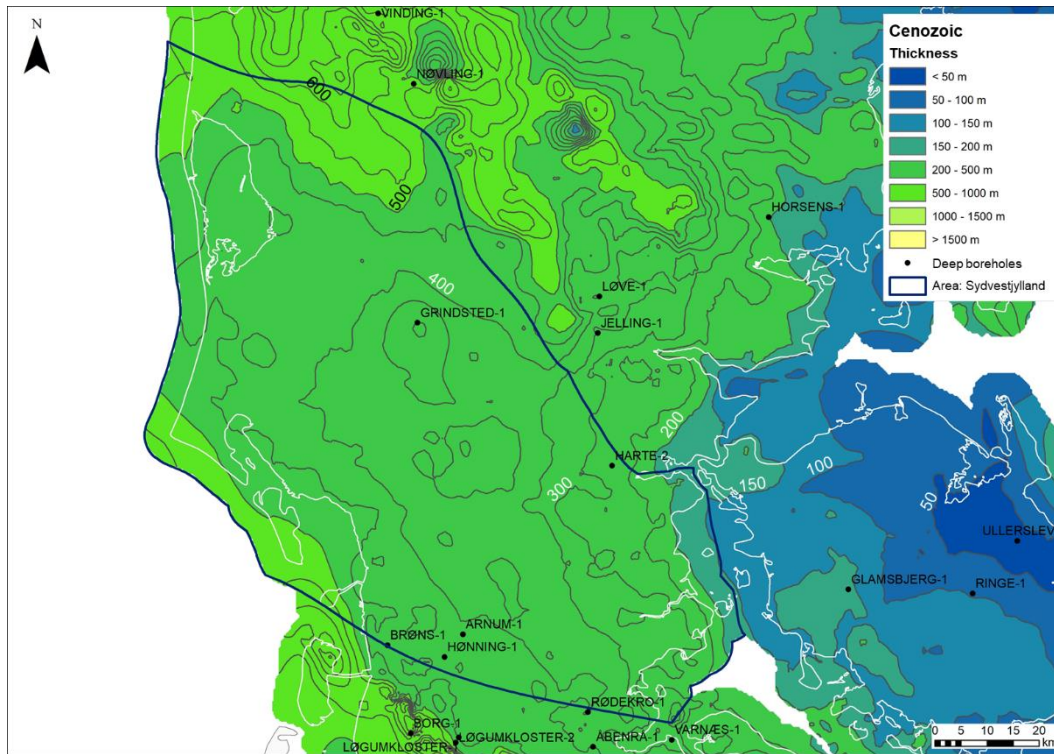 N
VINDING-1
NØVLING-1
600
500
400
GRINDSTED-1
LØVE-1
JELLING-1
HORSENS-1
200
HARTE-2
300
150
100
50
ULLERSLEV
GLAMSBJERG-1
RINGE-1
ARNUM-1
BRØNS-1
HØNNING-1
RØDEKRO-1
BORG-1
LØGUMKLOSTER-2
LØGUMKLOSTER-
ÅBENRÅ-1
VARNÆS-1
Cenozoic
Thickness
< 50 m
50 - 100 m
100 - 150 m
150 - 200 m
200 - 500 m
500 - 1000 m
1000 - 1500 m
> 1500 m
Deep boreholes
Area: Sydvestjylland
0 5 10 20
km